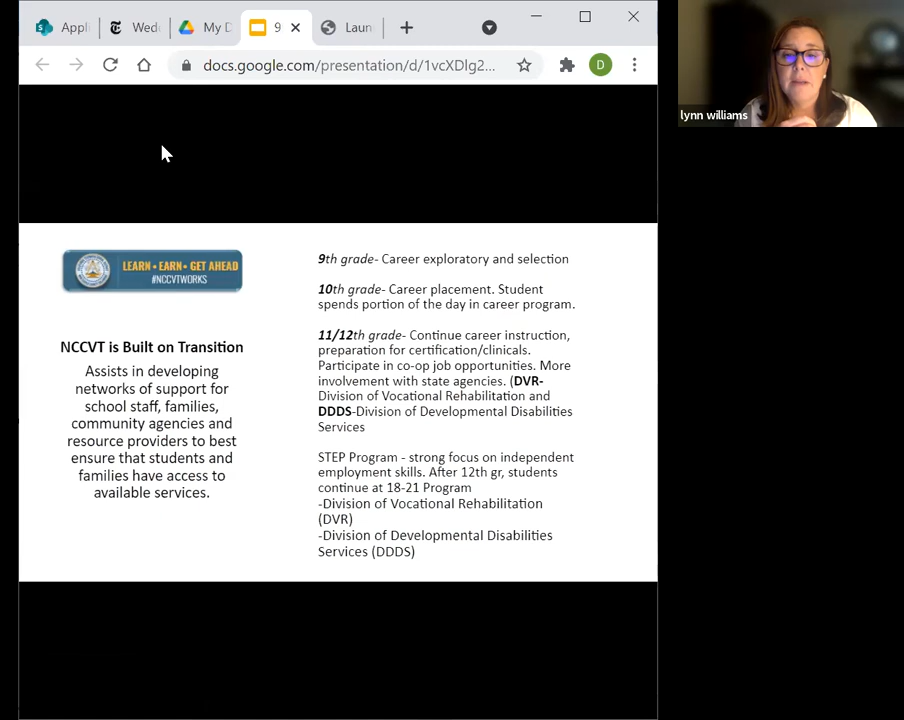 Appli
Wed
My D
9
Laun
docs.google.com/presentation/d/1vcXDlg2...
D
lynn williams
LEARN • EARN • GET AHEAD
#NCCVTWORKS
NCCVT is Built on Transition
Assists in developing
networks of support for
school staff, families,
community agencies and
resource providers to best
ensure that students and
families have access to
available services.
9th grade- Career exploratory and selection
10th grade- Career placement. Student
spends portion of the day in career program.
11/12th grade- Continue career instruction,
preparation for certification/clinicals.
Participate in co-op job opportunities. More
involvement with state agencies. (DVR-
Division of Vocational Rehabilitation and
DDDS-Division of Developmental Disabilities
Services
STEP Program - strong focus on independent
employment skills. After 12th gr, students
continue at 18-21 Program
-Division of Vocational Rehabilitation
(DVR)
-Division of Developmental Disabilities
Services (DDDS)